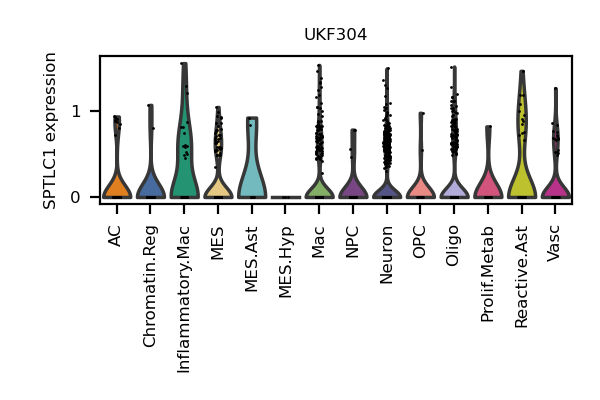 UKF304
SPTLC1 expression
1
0
AC
Chromatin.Reg
Inflammatory.Mac
MES
MES.Ast
MES.Hyp
Mac
NPC
Neuron
OPC
Oligo
Prolif.Metab
Reactive.Ast
Vasc